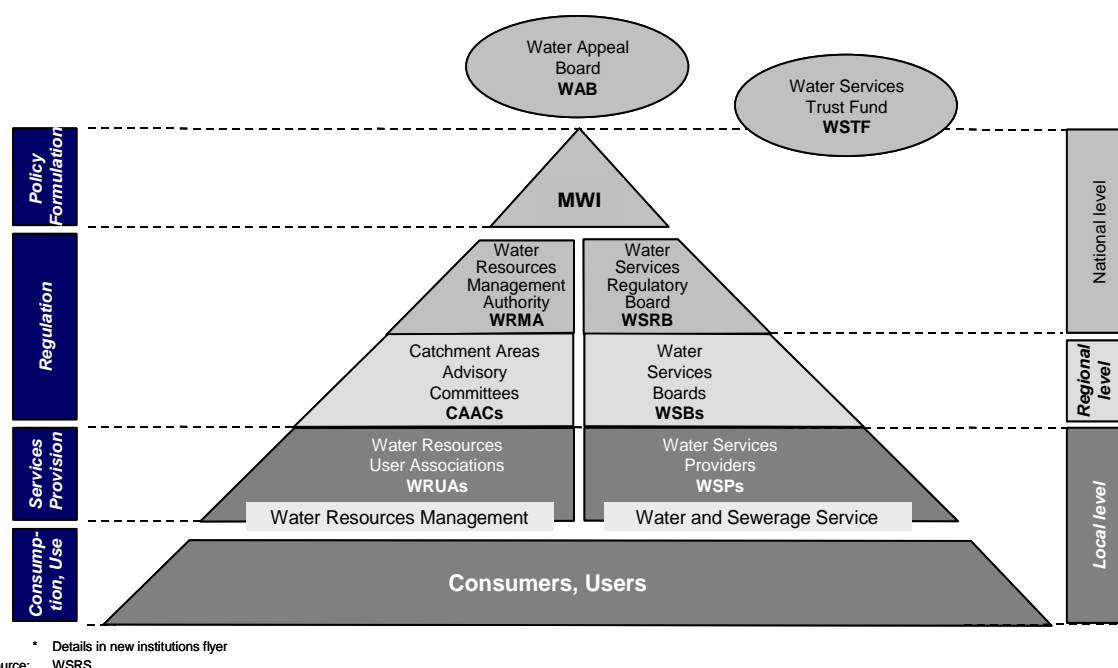 Water Appeal
Board
WAB
Water Services
Trust Fund
WSTF
Policy
Formulation
MWI
National level
Regulation
Water
Resources
Management
Authority
WRMA
Water
Services
Regulatory
Board
WSRB
Catchment Areas
Advisory
Committees
CAACs
Water
Services
Boards
WSBs
Regional
level
Services
Provision
Water Resources
User Associations
WRUAs
Water Services
Providers
WSPs
Local level
Water Resources Management
Water and Sewerage Service
Consump-
tion, Use
Consumers, Users
* Details in new institutions flyer
urce: WSRS